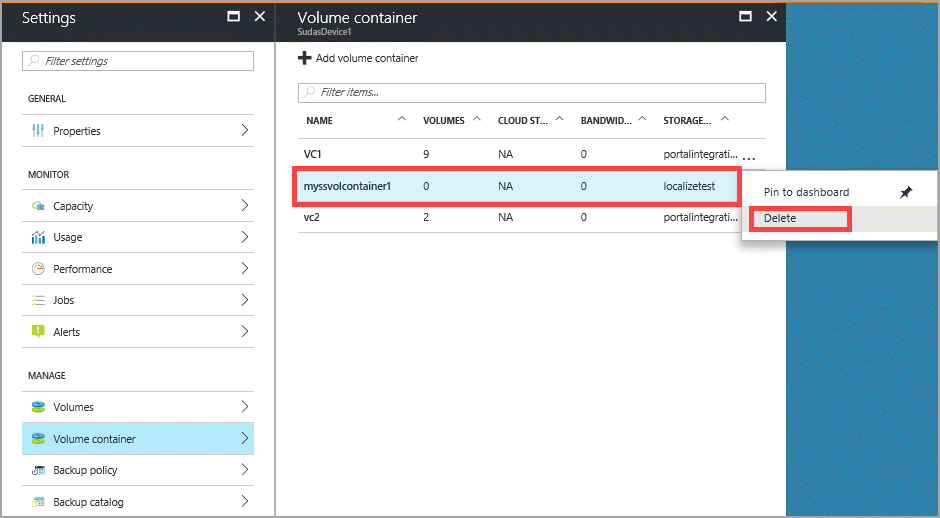 Settings
Filter settings
GENERAL
Properties
MONITOR
Capacity
Usage
Performance
Jobs
Alerts
MANAGE
Volumes
Volume container
Backup policy
Backup catalog
Volume container
SudasDevice1
Add volume container
Filter items...
NAME VOLUMES CLOUD ST... BANDWID... STORAGE...
VC1 9 NA 0 portalintegrati... ...
myssvolcontainer1 0 NA 0 localizetest
vc2 2 NA 0 portalintegrati...
Pin to dashboard
Delete